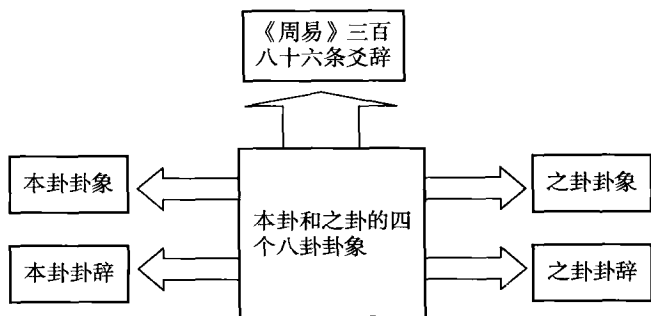 《周易》三百
八十六条爻辞
本卦卦象
本卦和之卦的四
个八卦卦象
之卦卦象
本卦卦辞
之卦卦辞